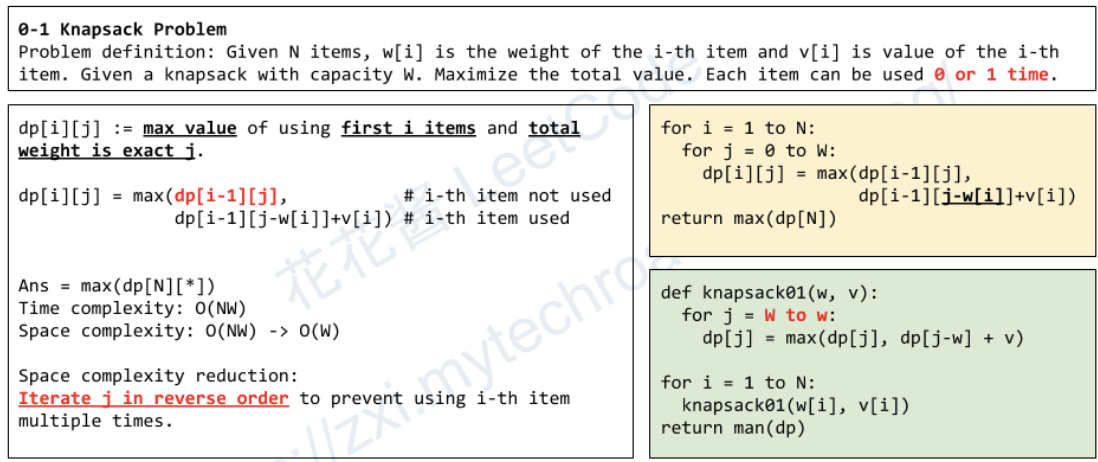 0-1 Knapsack Problem
Problem definition: Given N items, w[i] is the weight of the i-th item and v[i] is value of the i-th
item. Given a knapsack with capacity W. Maximize the total value. Each item can be used 0 or 1 time.
dp[i][j] := max value of using first i items and total
weight is exact j.
dp[i][j] = max(dp[i-1][j], # i-th item not used
dp[i-1][j-w[i]]+v[i]) # i-th item used
Ans = max(dp[N][*])
Time complexity: O(NW)
Space complexity: O(NW) -> O(W)
Space complexity reduction:
Iterate j in reverse order to prevent using i-th item
multiple times.
for i = 1 to N:
for j = 0 to W:
dp[i][j] = max(dp[i-1][j],
dp[i-1][j-w[i]]+v[i])
return max(dp[N])
def knapsack01(w, v):
for j = W to w:
dp[j] = max(dp[j], dp[j-w] + v)
for i = 1 to N:
knapsack01(w[i], v[i])
return man(dp)
花花酱 LeetCode
://zxi.mytechroa